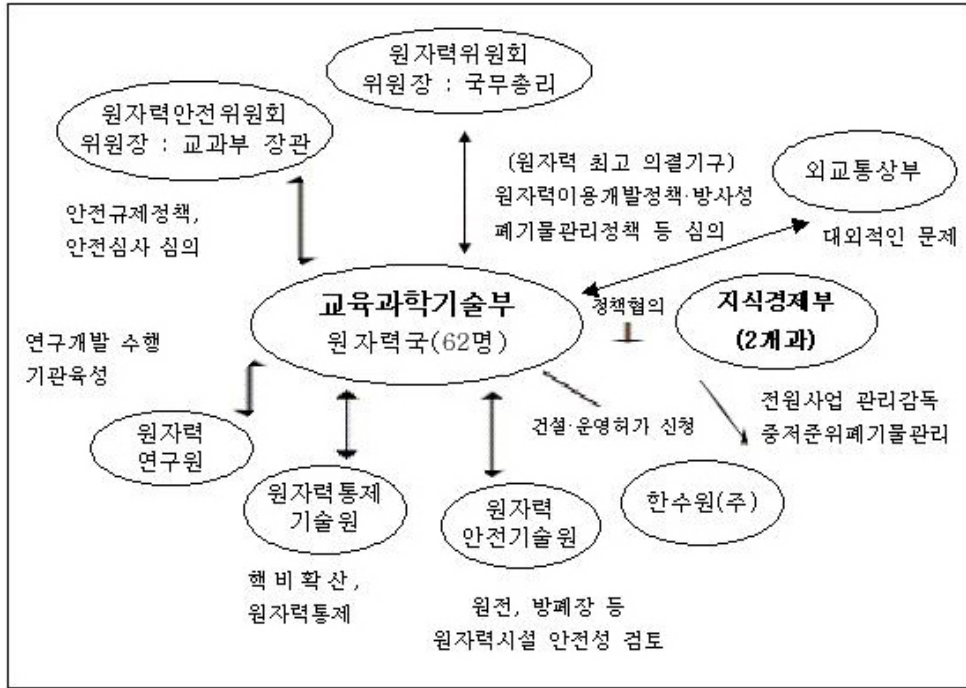 원자력위원회
위원장 : 국무총리
원자력안전위원회
위원장 : 교과부 장관
(원자력 최고 의결기구)
원자력이용개발정책·방사성
폐기물관리정책 등 심의
외교통상부
대외적인 문제
안전규제정책,
안전심사 심의
교육과학기술부
원자력국(62명)
정책협의
지식경제부
(2개과)
연구개발 수행
기관육성
전원사업 관리감독
중저준위폐기물관리
건설·운영허가 신청
원자력
연구원
원자력통제
기술원
원자력
안전기술원
한수원(주)
핵비확산,
원자력통제
원전, 방폐장 등
원자력시설 안전성 검토